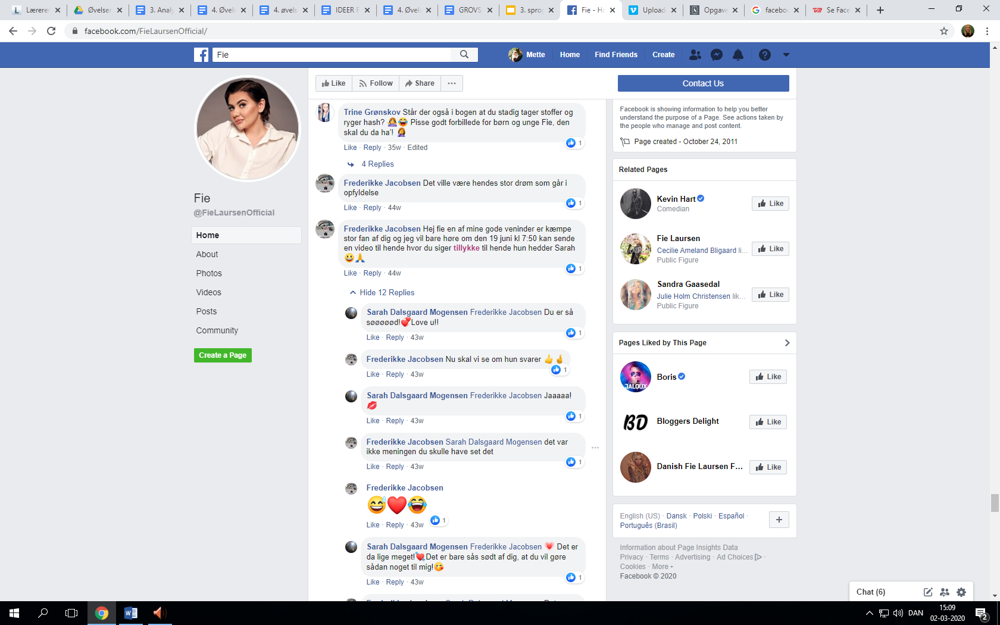 Lærerer
Øvelser
3. Analy
4. Øvels
4. øvels
IDEER F
4. Øvels
GROVS
3. sprog
Fie - Ho
Upload
Opgave
facebo
Se Face
facebook.com/FieLaursenOfficial/
Fie
Mette
Home
Find Friends
Create
Like
Follow
Share
Contact Us
Fie
@FieLaursenOfficial
Home
About
Photos
Videos
Posts
Community
Create a Page
Trine Grønskov Står der også i bogen at du stadig tager stoffer og
ryger hash? 🤷‍♀️😂 Pisse godt forbillede for børn og unge Fie, den
skal du da ha'! 🤦‍♀️
1
Like · Reply · 35w · Edited
4 Replies
Frederikke Jacobsen Det ville være hendes stor drøm som går i
opfyldelse
1
Like · Reply · 44w
Frederikke Jacobsen Hej fie en af mine gode veninder er kæmpe
stor fan af dig og jeg vil bare høre om den 19 juni kl 7:50 kan sende
en video til hende hvor du siger tillykke til hende hun hedder Sarah
😀🙏
1
Like · Reply · 44w
Hide 12 Replies
Sarah Dalsgaard Mogensen Frederikke Jacobsen Du er så
søøøøød!💕Love u!!
1
Like · Reply · 43w
Frederikke Jacobsen Nu skal vi se om hun svarer 👍🤞
1
Like · Reply · 43w
Sarah Dalsgaard Mogensen Frederikke Jacobsen Jaaaaa!
💋
1
Like · Reply · 43w
Frederikke Jacobsen Sarah Dalsgaard Mogensen det var
ikke meningen du skulle have set det
1
Like · Reply · 43w
Frederikke Jacobsen
😅❤️😂
Like · Reply · 43w
1
Sarah Dalsgaard Mogensen Frederikke Jacobsen 💗 Det er
da lige meget!💘Det er bare sås sødt af dig, at du vil gøre
sådan noget til mig!😘
1
Like · Reply · 43w
Facebook is showing information to help you better
understand the purpose of a Page. See actions taken by
the people who manage and post content.
Page created - October 24, 2011
Related Pages
Kevin Hart
Comedian
Like
Fie Laursen
Cecilie Ameland Bligaard li...
Public Figure
Like
Sandra Gaasedal
Julie Holm Christensen lik...
Public Figure
Like
Pages Liked by This Page
JALOUX
Boris
Like
BD
Bloggers Delight
Like
Danish Fie Laursen F...
Like
English (US) · Dansk · Polski · Español ·
Português (Brasil)
Information about Page Insights Data
Privacy · Terms · Advertising · Ad Choices ·
Cookies · More
Facebook © 2020
Chat (6)
DAN
15:09
02-03-2020
2